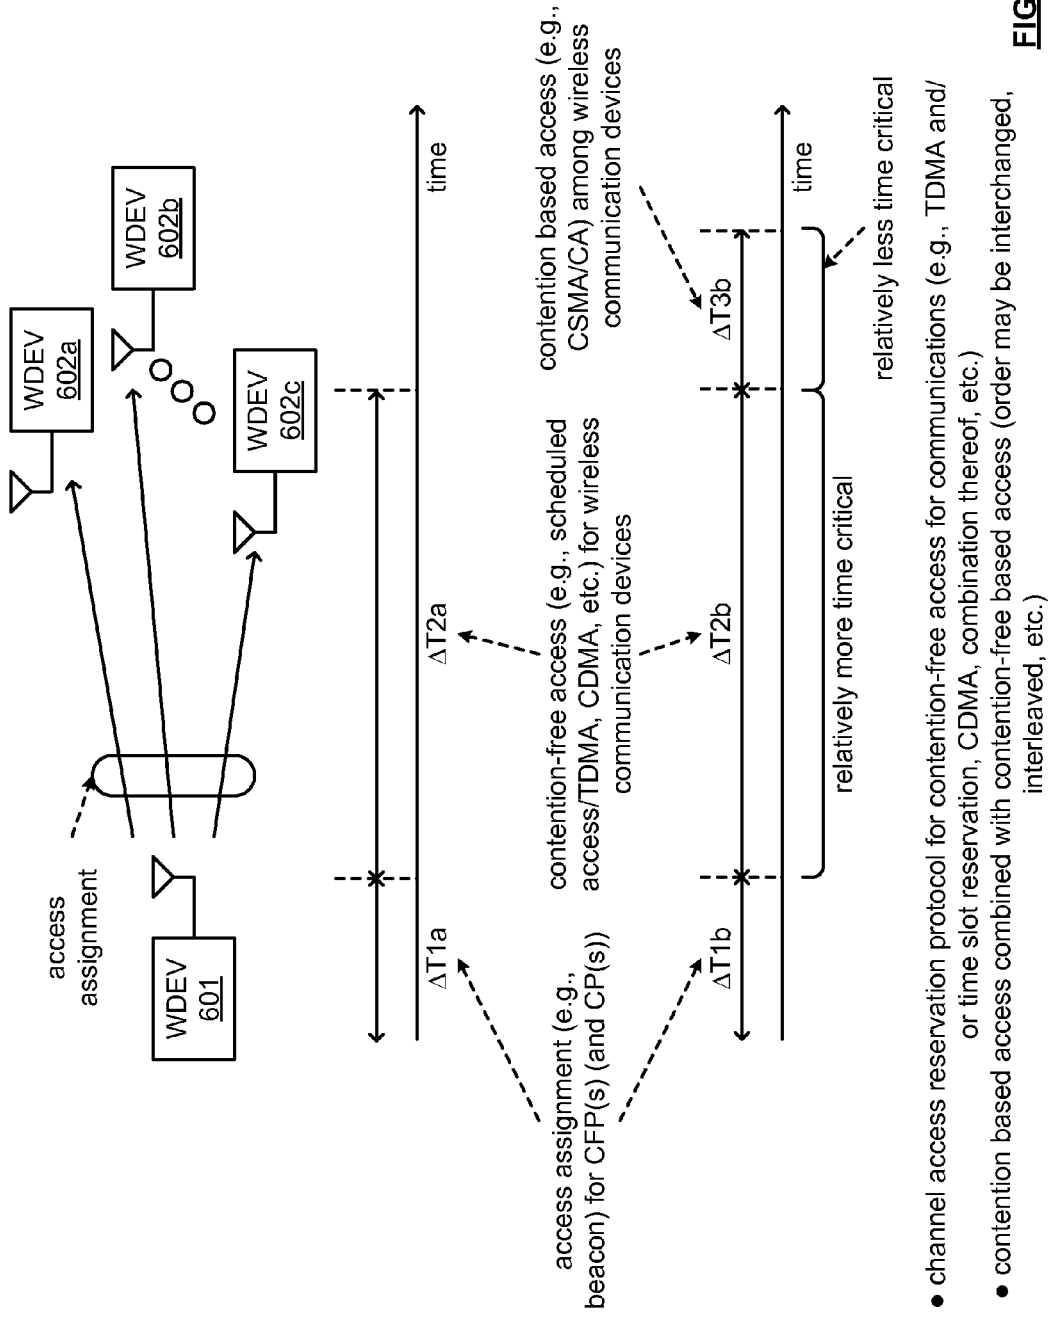 access
assignment
WDEV
601
WDEV
602a
WDEV
602b
WDEV
602c
ΔT1a
ΔT2a
time
access assignment (e.g.,
beacon) for CFP(s) (and CP(s))
contention-free access (e.g., scheduled
access/TDMA, CDMA, etc.) for wireless
communication devices
contention based access (e.g.,
CSMA/CA) among wireless
communication devices
ΔT1b
ΔT2b
ΔT3b
time
relatively more time critical
relatively less time critical
● channel access reservation protocol for contention-free access for communications (e.g., TDMA and/
or time slot reservation, CDMA, combination thereof, etc.)
● contention based access combined with contention-free based access (order may be interchanged,
interleaved, etc.)
FIG